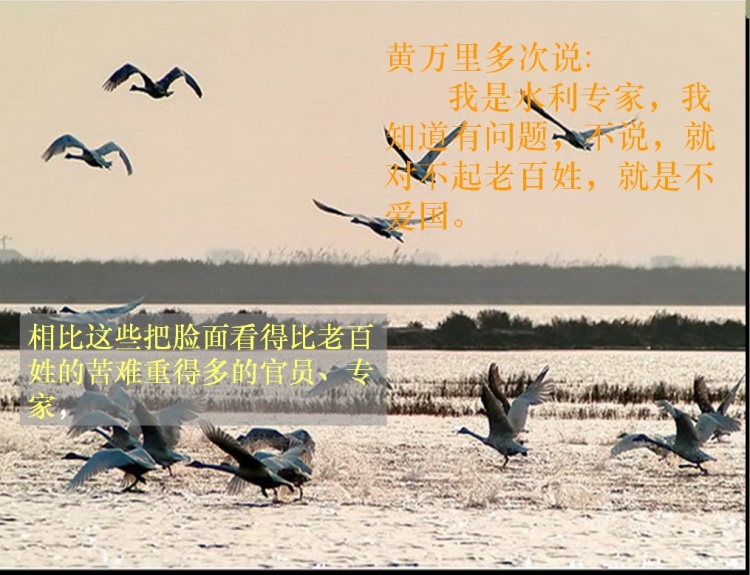 黄万里多次说:
我是水利专家，我
知道有问题，不说，就
对不起老百姓，就是不
爱国。
相比这些把脸面看得比老百
姓的苦难重得多的官员、专
家，